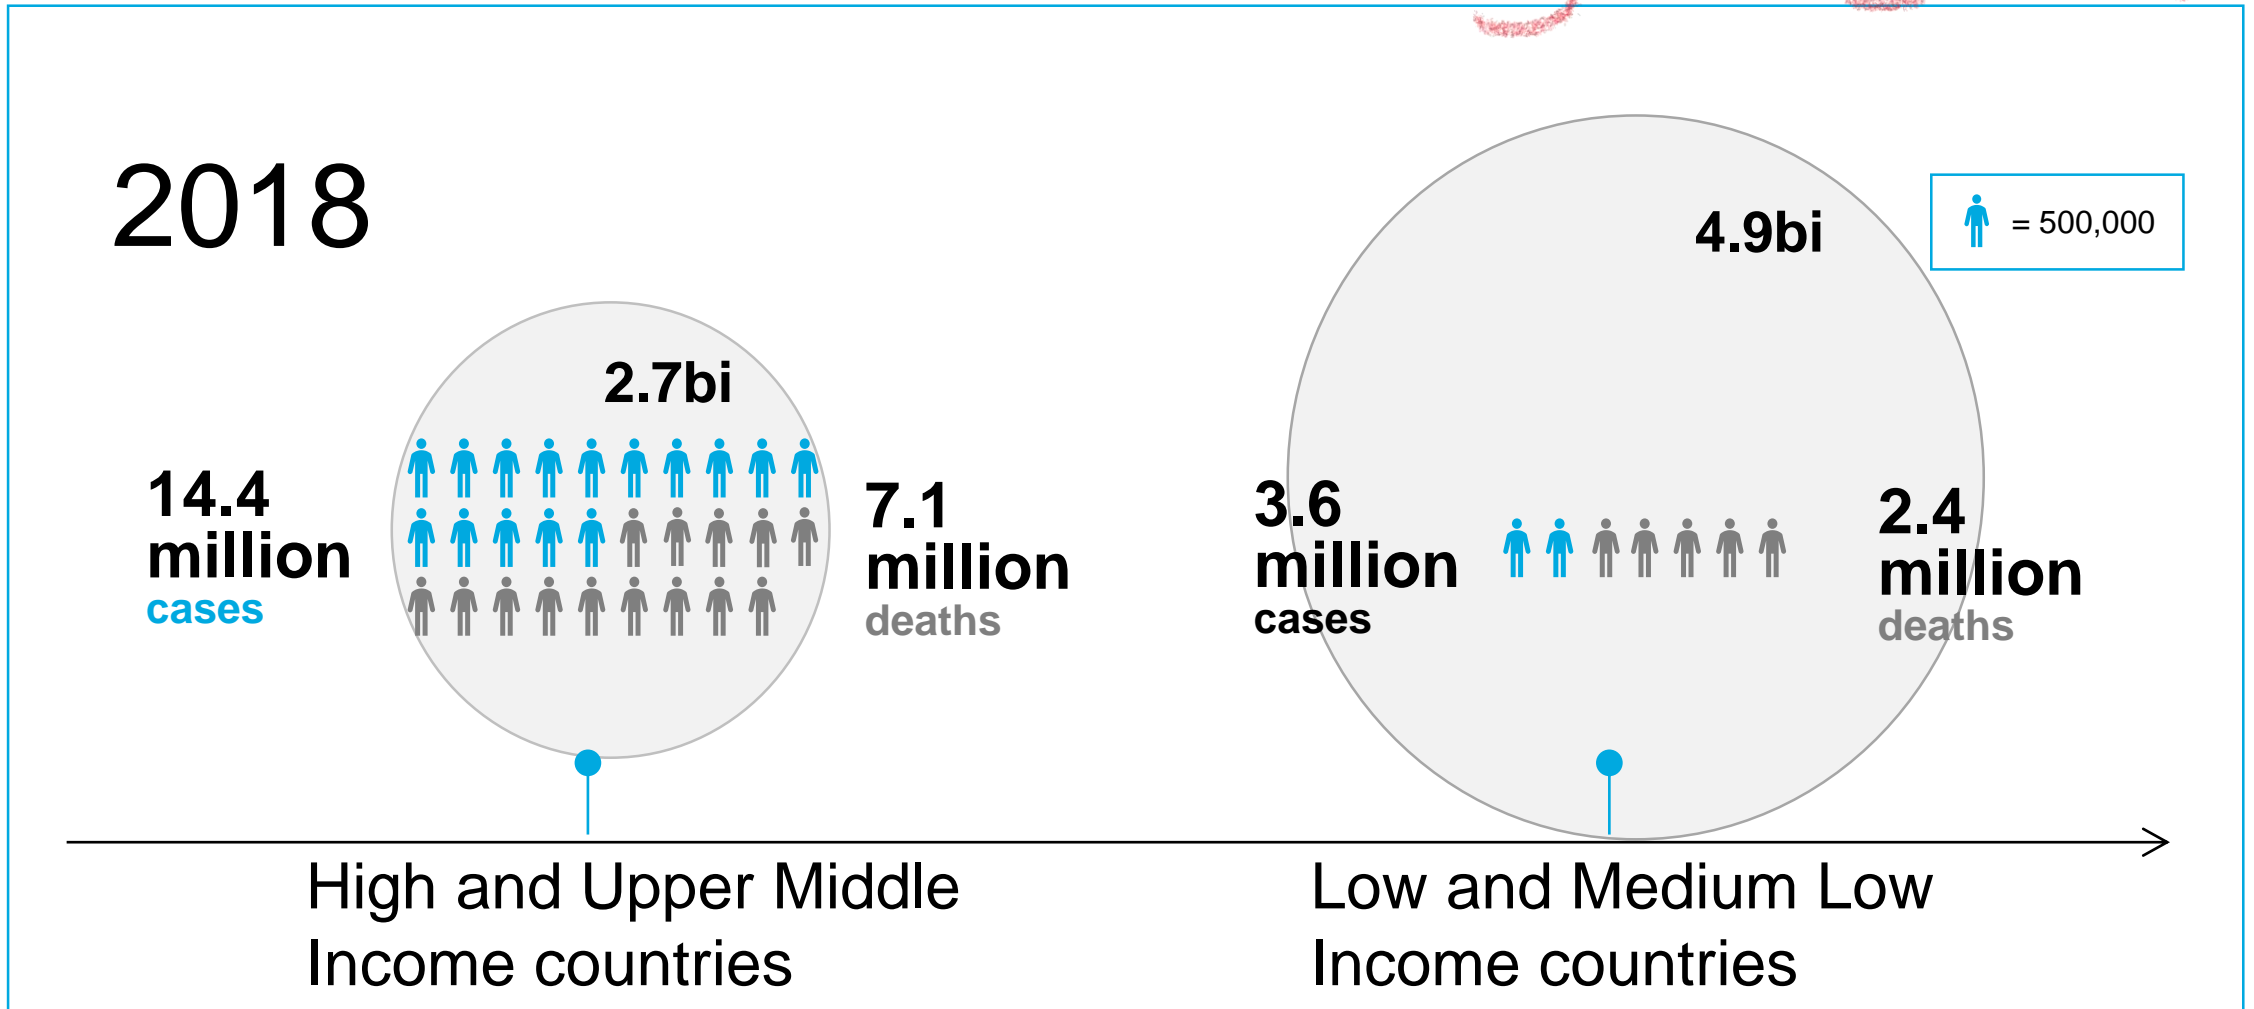 2018
4.9bi
= 500,000
2.7bi
14.4
million
cases
7.1
million
deaths
3.6
million
cases
2.4
million
deaths
High and Upper Middle
Income countries
Low and Medium Low
Income countries